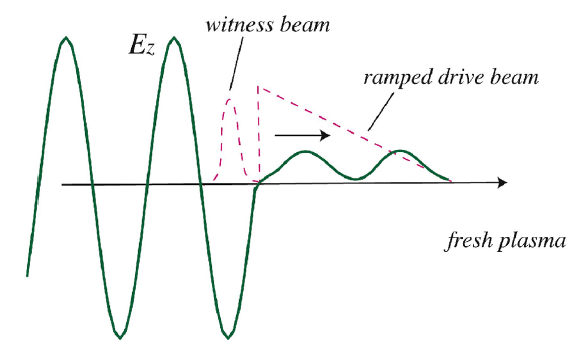 witness beam
Ez
ramped drive beam
fresh plasma